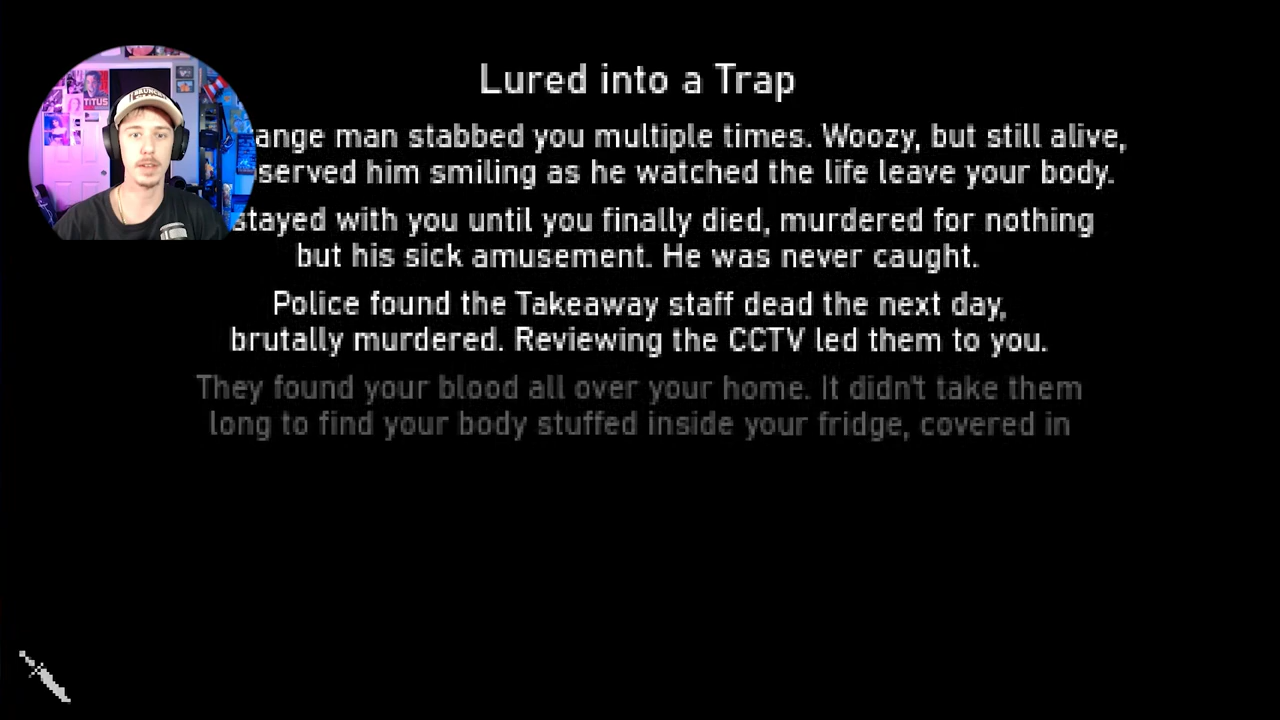 Lured into a Trap
ange man stabbed you multiple times. Woozy, but still alive,
served him smiling as he watched the life leave your body.
stayed with you until you finally died, murdered for nothing
but his sick amusement. He was never caught.
Police found the Takeaway staff dead the next day,
brutally murdered. Reviewing the CCTV led them to you.
They found your blood all over your home. It didn't take them
long to find your body stuffed inside your fridge, covered in
TITUS